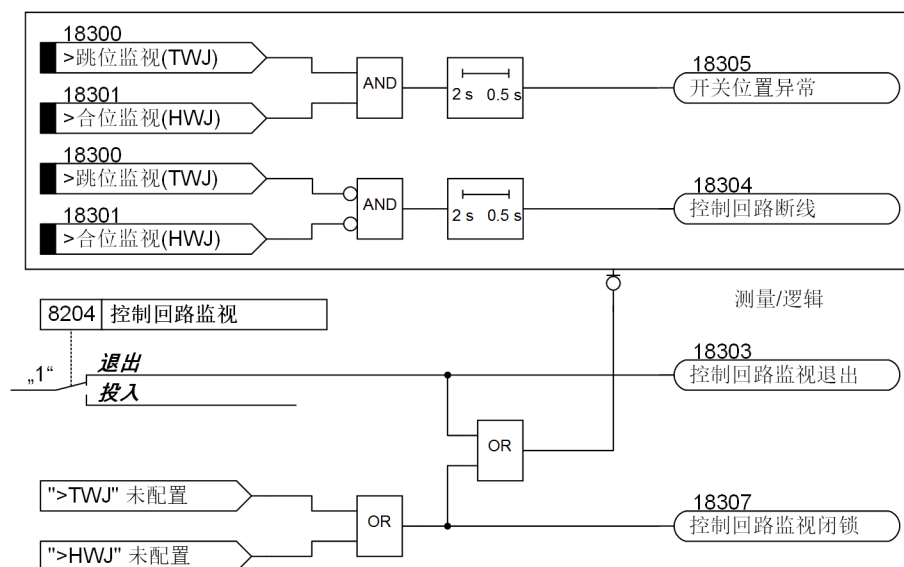 18300
>跳位监视(TWJ)
18301
>合位监视(HWJ)
AND
2 s 0.5 s
18305
开关位置异常
18300
>跳位监视(TWJ)
18301
>合位监视(HWJ)
AND
2 s 0.5 s
18304
控制回路断线
测量/逻辑
8204 控制回路监视
„1“
退出
投入
18303
控制回路监视退出
OR
">TWJ" 未配置
">HWJ" 未配置
OR
18307
控制回路监视闭锁